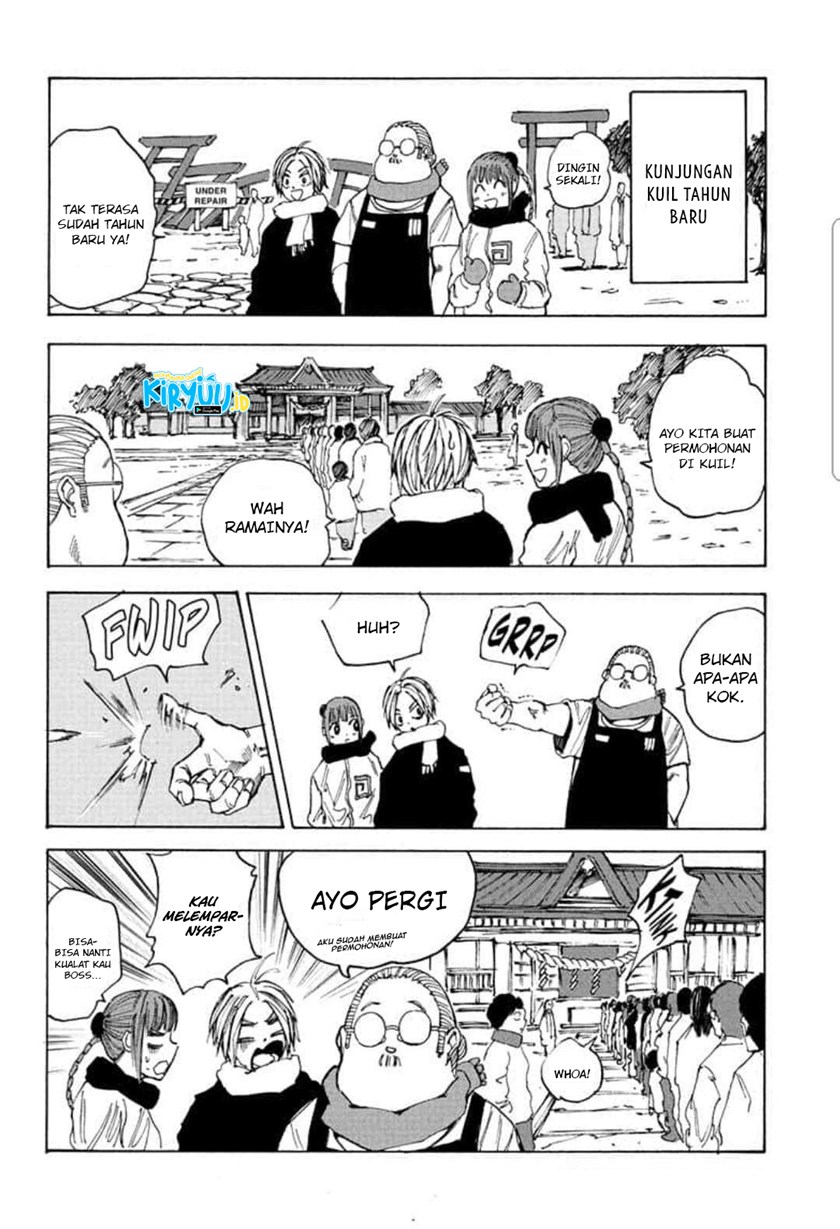 KUNJUNGAN
KUIL TAHUN
BARU
DINGIN
SEKALI!
UNDER
REPAIR
TAK TERASA
SUDAH TAHUN
BARU YA!
AYO KITA BUAT
PERMOHONAN
DI KUIL!
KIRYUU.ID
WAH
RAMAINYA!
BUKAN
APA-APA
KOK.
GRRP
HUH?
FWIP
AYO PERGI
AKU SUDAH MEMBUAT
PERMOHONAN!
KAU
MELEMPAR-
NYA?
BISA-
BISA NANTI
KUALAT KAU
BOSS...
WHOA!